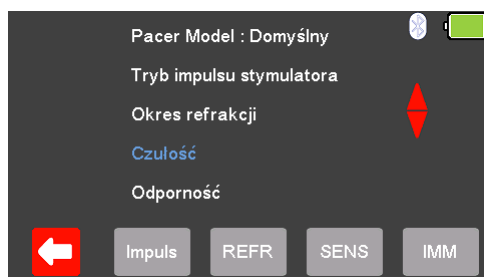 Pacer Model : Domyślny
Tryb impulsu stymulatora
Okres refrakcji
Czułość
Odporność
Impuls REFR SENS IMM